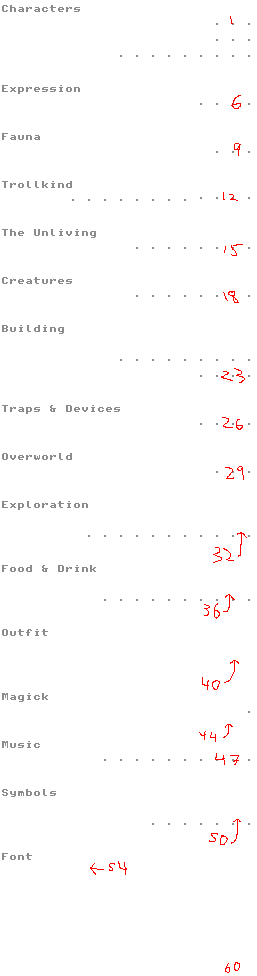 Characters
1
Expression
6
Fauna
9
Trollkind
12
The Unliving
15
Creatures
18
Building
23
Traps & Devices
26
Overworld
29
Exploration
32
Food & Drink
36
Outfit
40
Magick
44
Music
47
Symbols
50
Font
←54
60